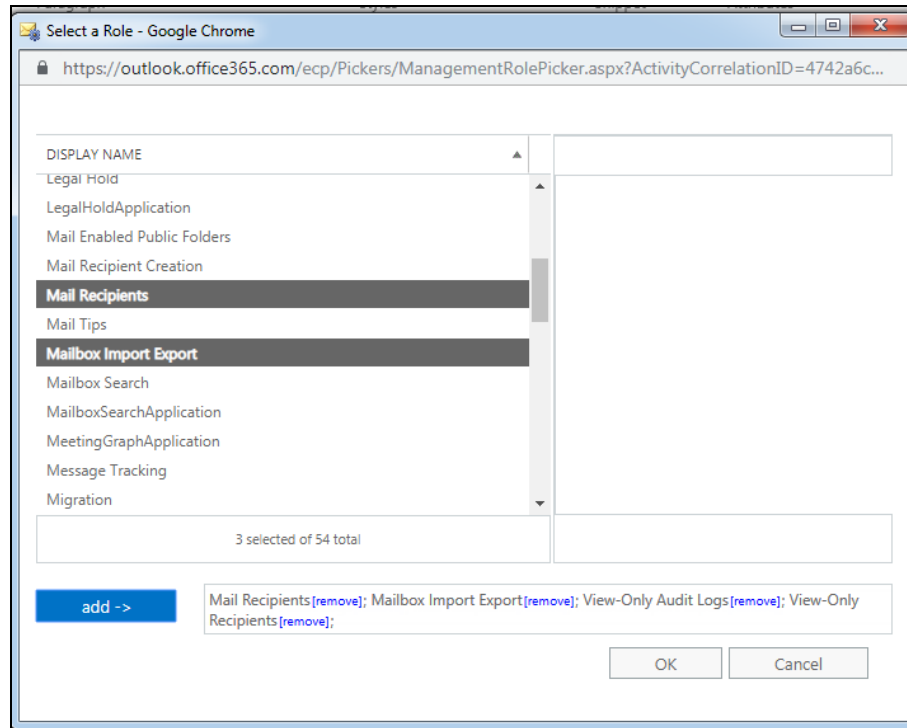 Select a Role - Google Chrome
https://outlook.office365.com/ecp/Pickers/ManagementRolePicker.aspx?ActivityCorrelationID=4742a6c...
DISPLAY NAME
Legal Hold
LegalHoldApplication
Mail Enabled Public Folders
Mail Recipient Creation
Mail Recipients
Mail Tips
Mailbox Import Export
Mailbox Search
MailboxSearchApplication
MeetingGraphApplication
Message Tracking
Migration
3 selected of 54 total
add ->
Mail Recipients[remove]; Mailbox Import Export[remove]; View-Only Audit Logs[remove]; View-Only
Recipients[remove];
OK Cancel